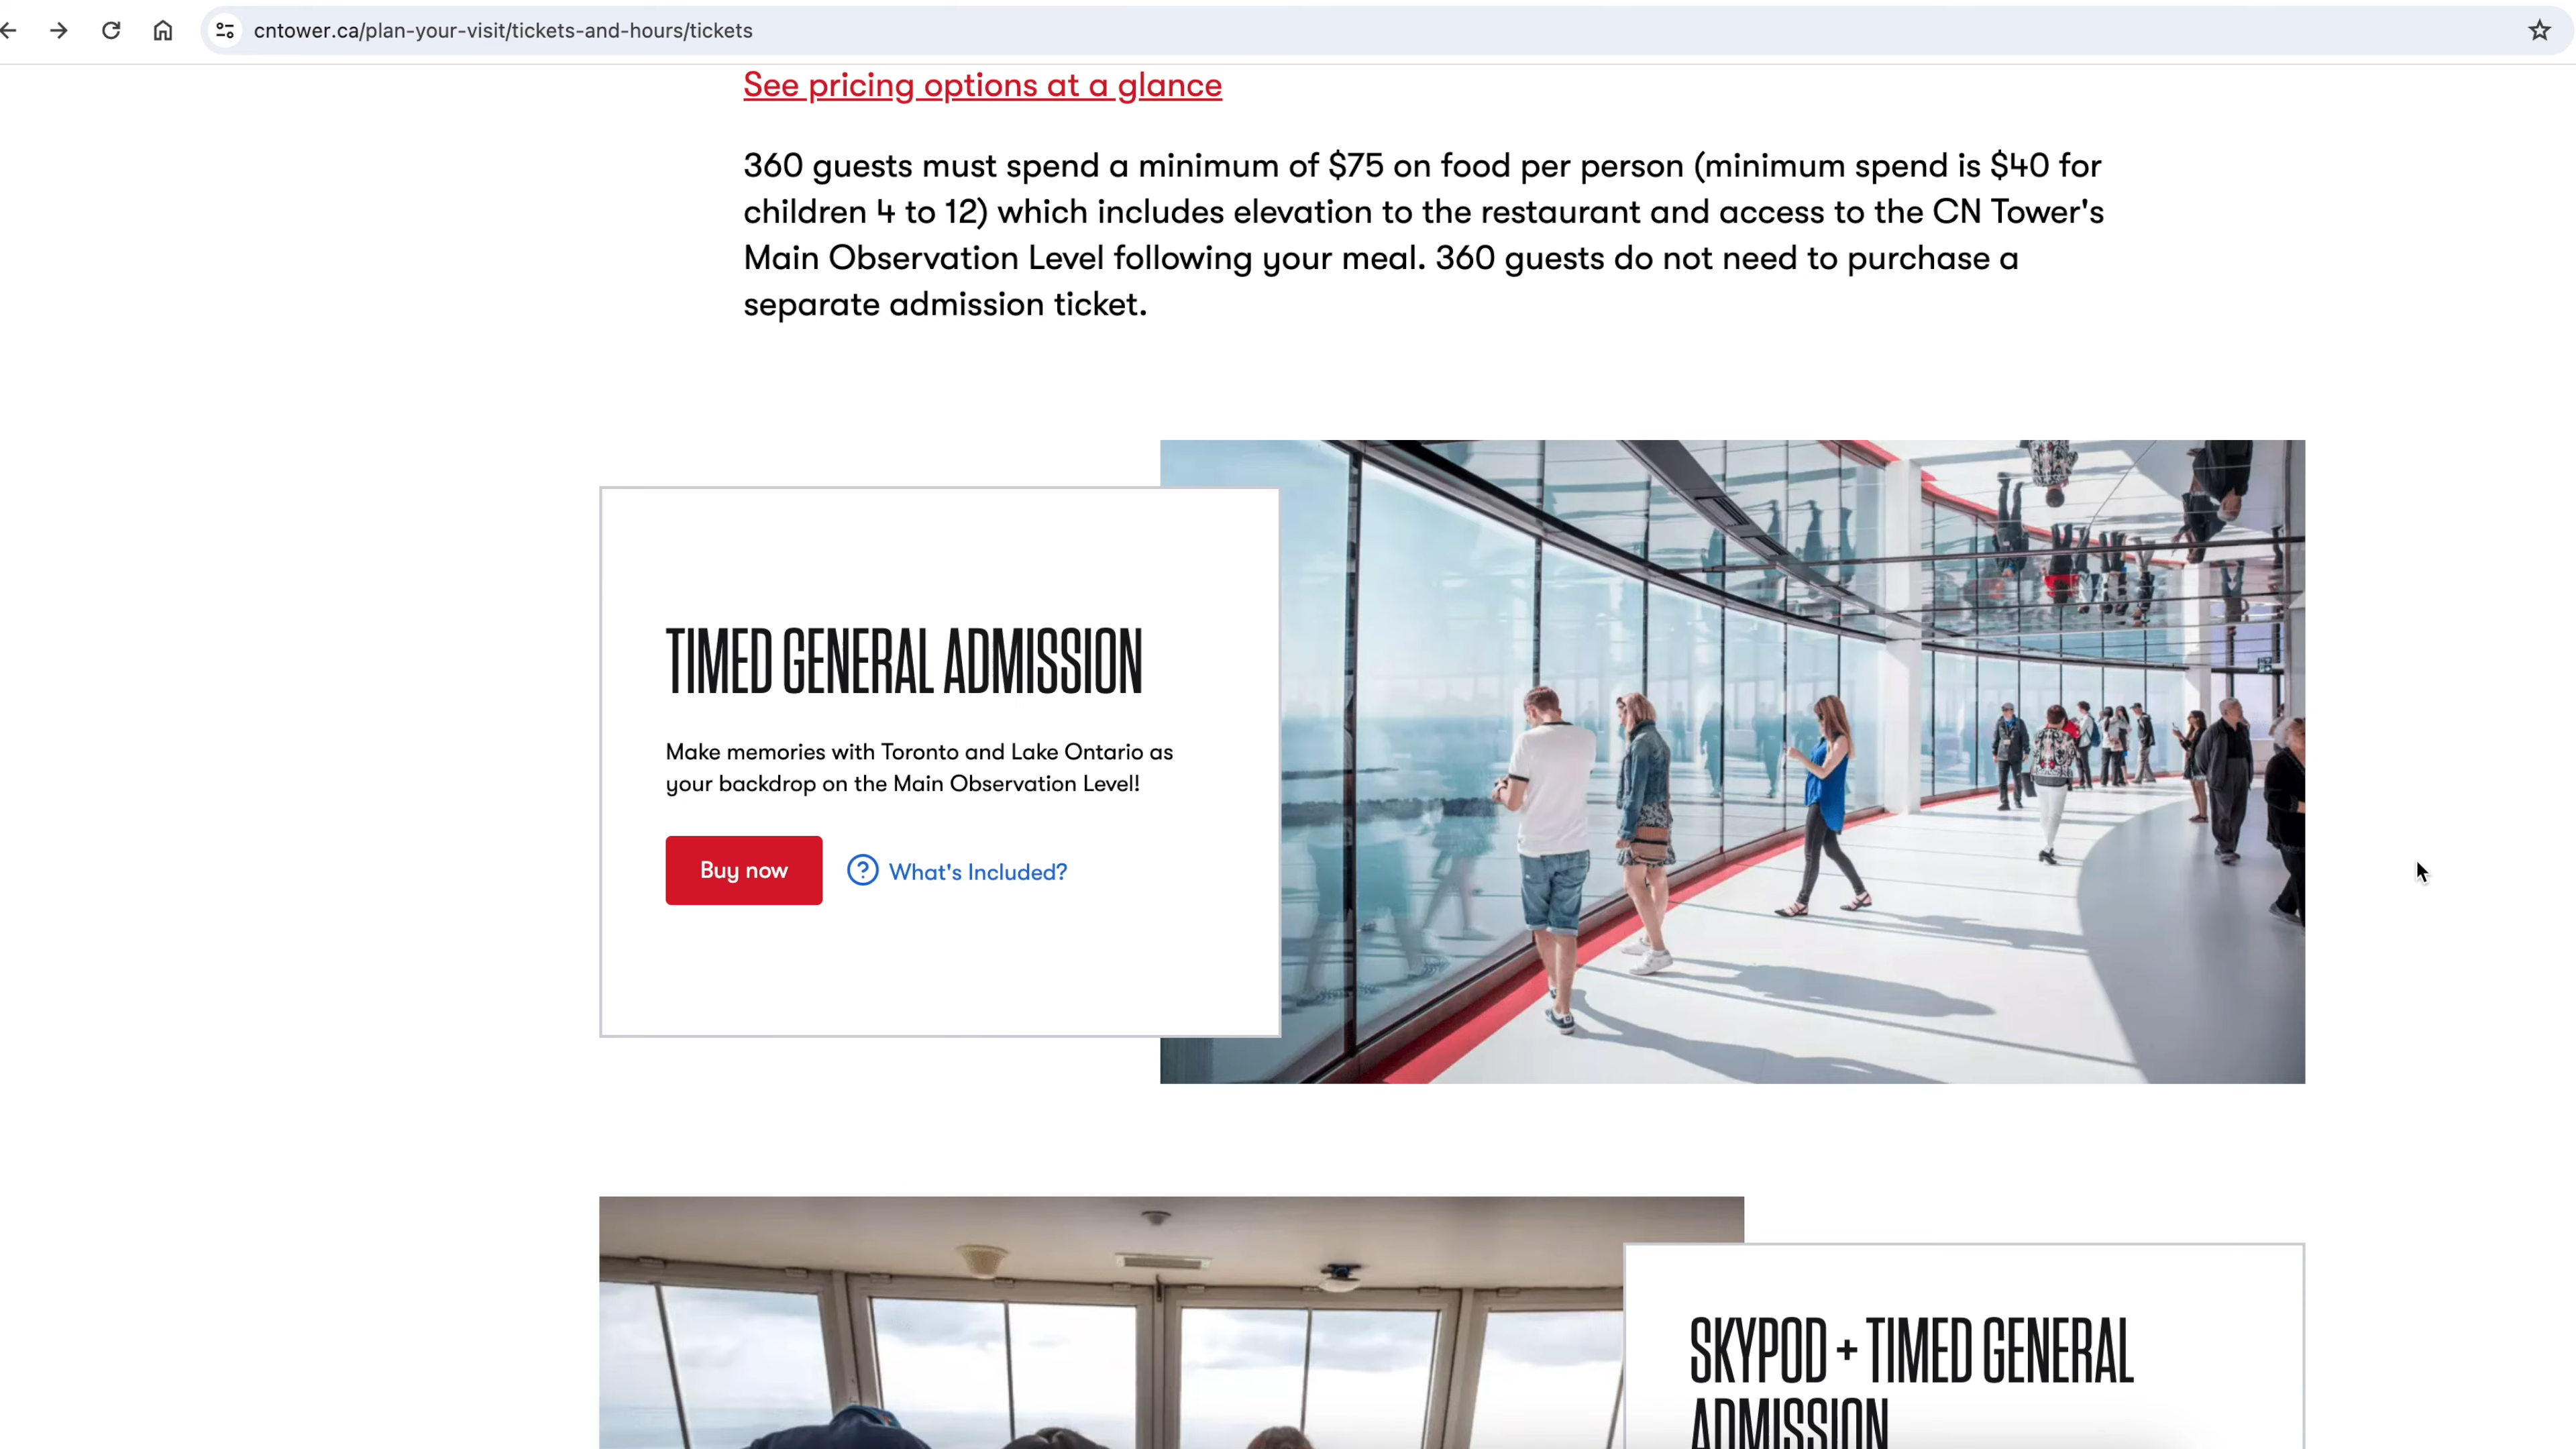 cntower.ca/plan-your-visit/tickets-and-hours/tickets
See pricing options at a glance
360 guests must spend a minimum of $75 on food per person (minimum spend is $40 for
children 4 to 12) which includes elevation to the restaurant and access to the CN Tower's
Main Observation Level following your meal. 360 guests do not need to purchase a
separate admission ticket.
TIMED GENERAL ADMISSION
Make memories with Toronto and Lake Ontario as
your backdrop on the Main Observation Level!
Buy now
? What's Included?
SKYPOD + TIMED GENERAL
ADMISSION